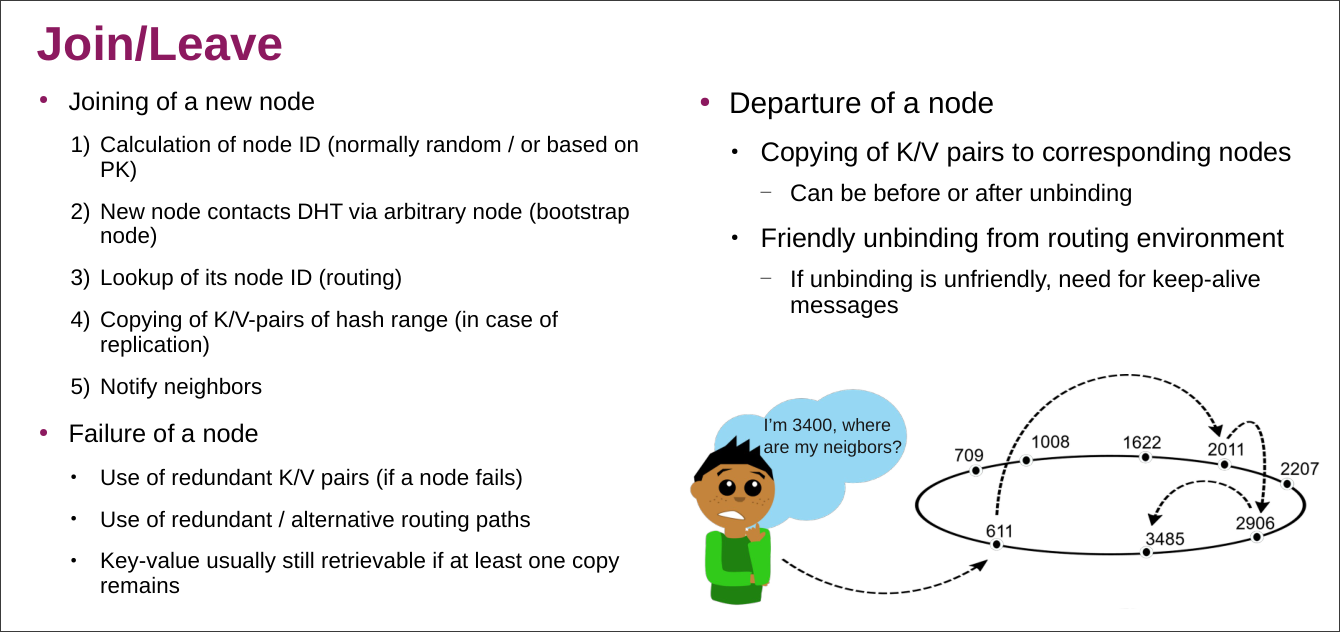 Join/Leave
• Joining of a new node
1) Calculation of node ID (normally random / or based on
PK)
2) New node contacts DHT via arbitrary node (bootstrap
node)
3) Lookup of its node ID (routing)
4) Copying of K/V-pairs of hash range (in case of
replication)
5) Notify neighbors
• Failure of a node
• Use of redundant K/V pairs (if a node fails)
• Use of redundant / alternative routing paths
• Key-value usually still retrievable if at least one copy
remains
• Departure of a node
• Copying of K/V pairs to corresponding nodes
– Can be before or after unbinding
• Friendly unbinding from routing environment
– If unbinding is unfriendly, need for keep-alive
messages
I'm 3400, where
are my neigbors?
709
1008
1622
2011
2207
611
3485
2906